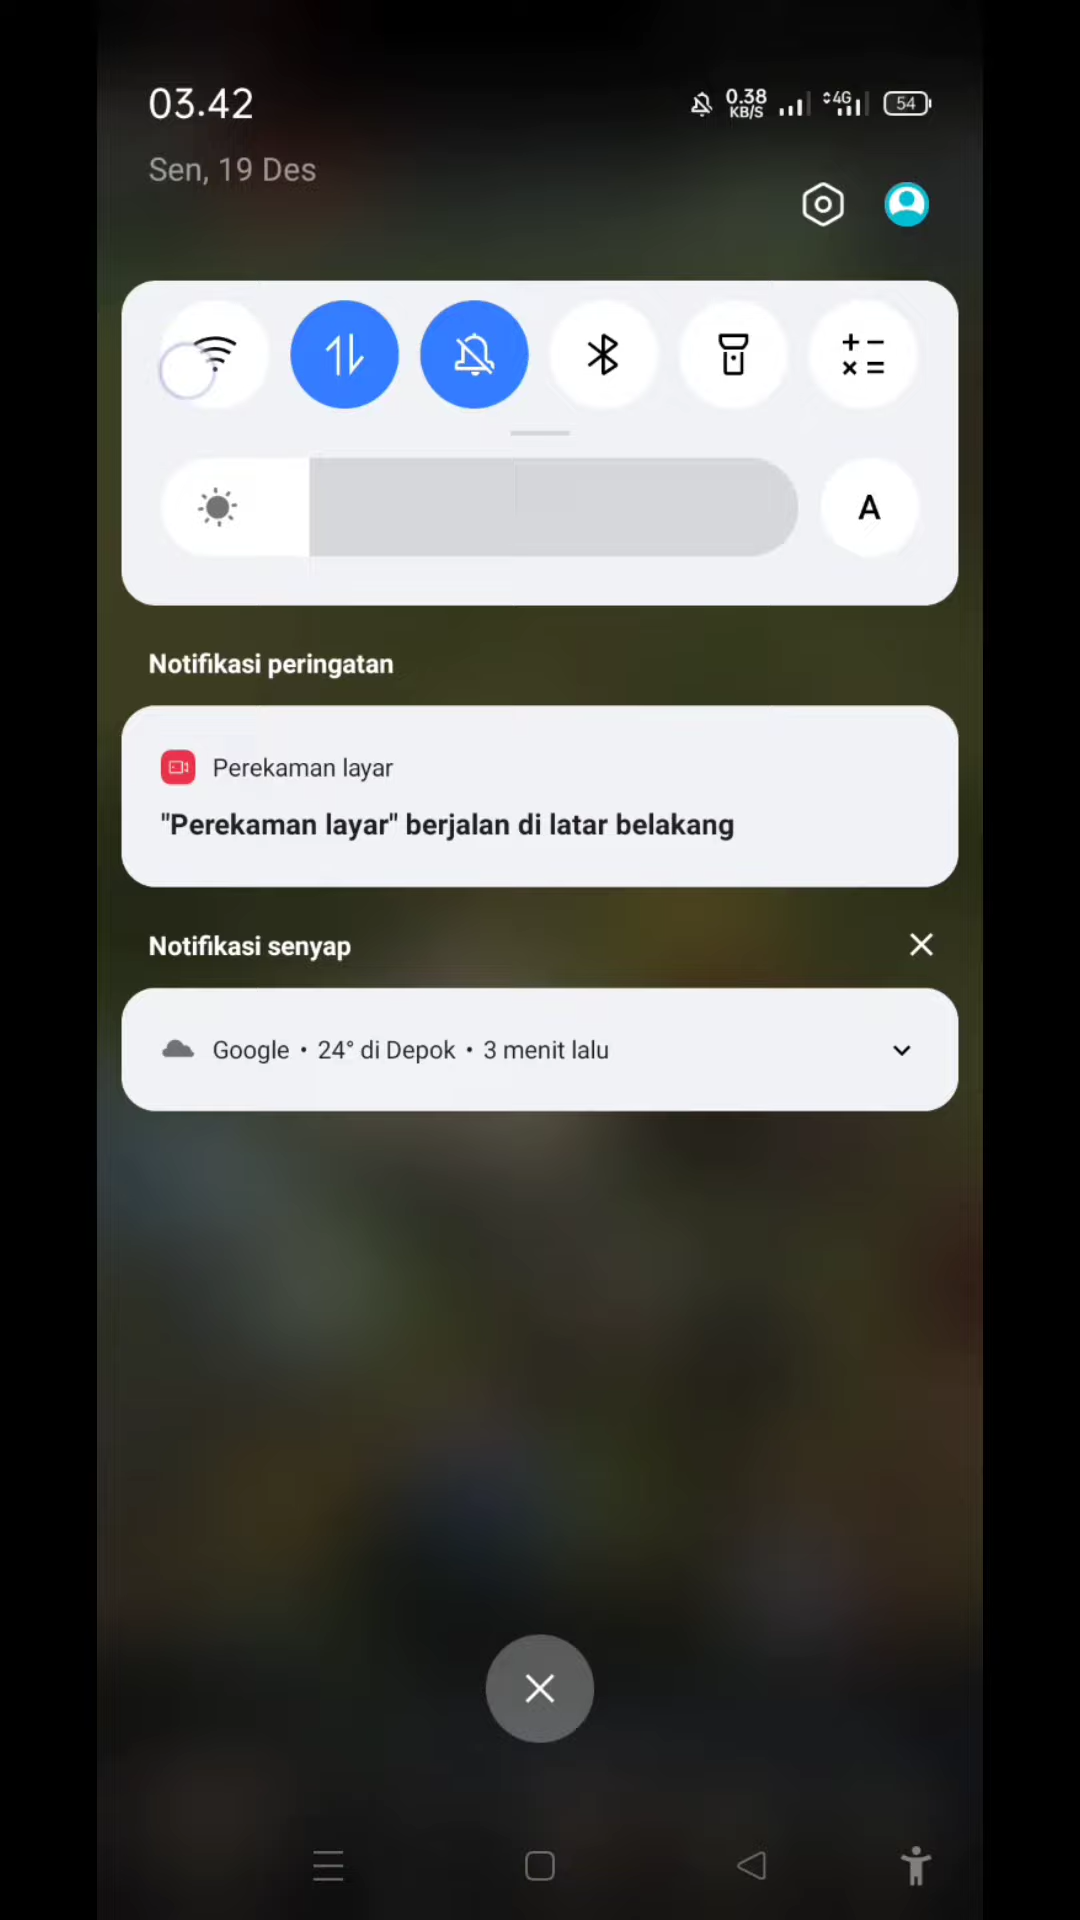 03.42
0.38
KB/S
4G
54
Sen, 19 Des
A
Notifikasi peringatan
Perekaman layar
"Perekaman layar" berjalan di latar belakang
Notifikasi senyap
Google • 24° di Depok • 3 menit lalu